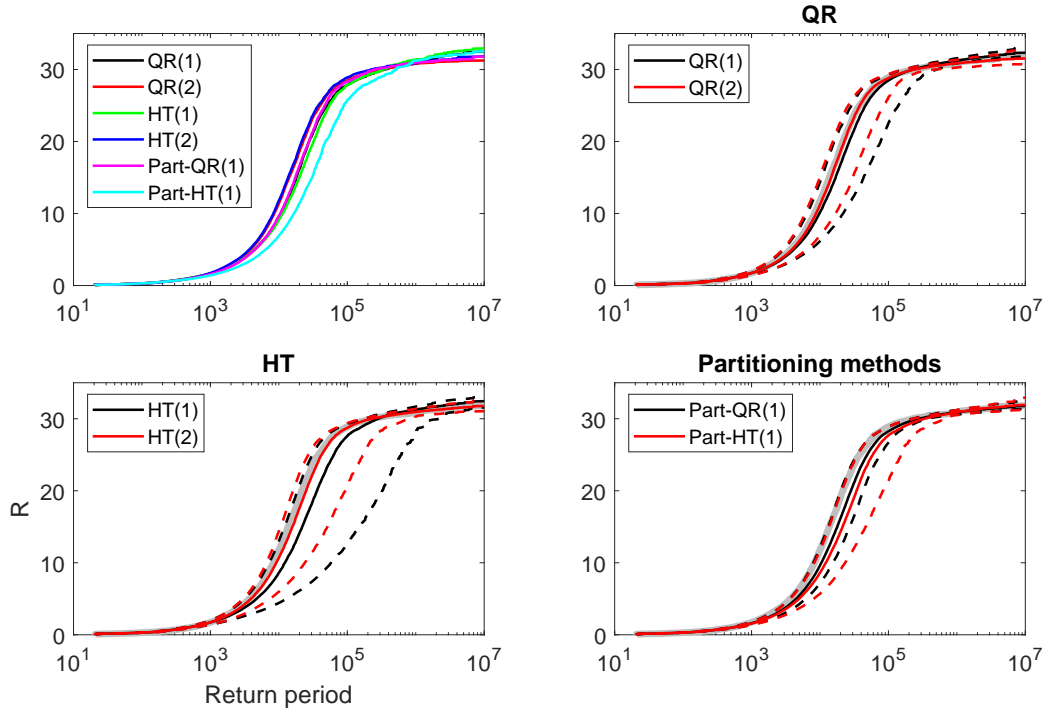 30
20
10
0
10^1
10^3
10^5
10^7
QR(1)
QR(2)
HT(1)
HT(2)
Part-QR(1)
Part-HT(1)
QR
30
20
10
0
10^1
10^3
10^5
10^7
QR(1)
QR(2)
HT
R
30
20
10
0
10^1
10^3
10^5
10^7
Return period
HT(1)
HT(2)
Partitioning methods
30
20
10
0
10^1
10^3
10^5
10^7
Part-QR(1)
Part-HT(1)